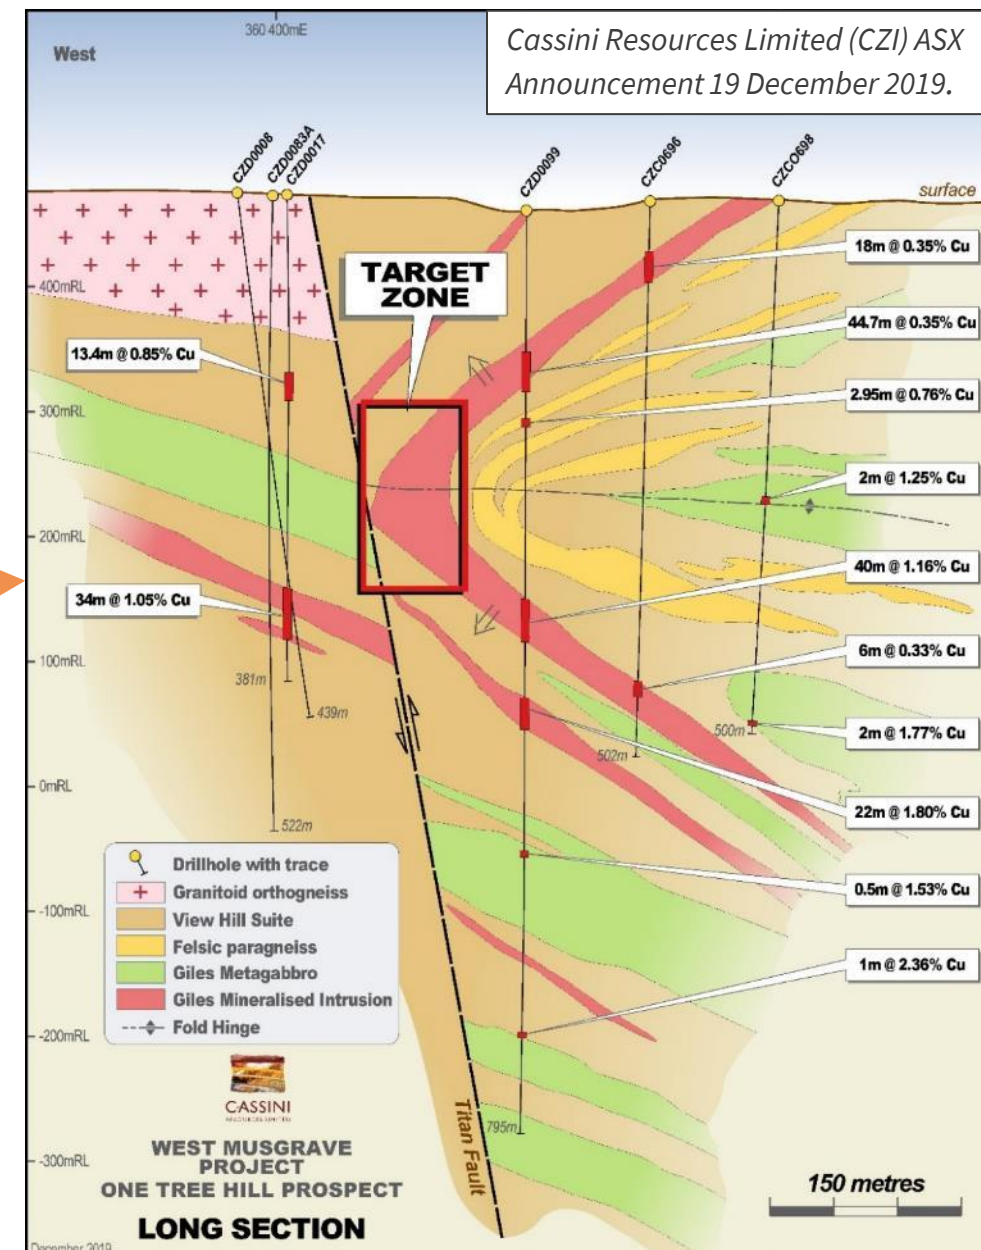 360 400mE
West
Cassini Resources Limited (CZI) ASX
Announcement 19 December 2019.
CZD0008
CZD0083A
CZD0017
CZD0099
CZC0696
CZCO698
surface
TARGET
ZONE
18m @ 0.35% Cu
400mRL
44.7m @ 0.35% Cu
13.4m @ 0.85% Cu
2.95m @ 0.76% Cu
300mRL
2m @ 1.25% Cu
200mRL
40m @ 1.16% Cu
34m @ 1.05% Cu
6m @ 0.33% Cu
100mRL
381m
439m
500m
2m @ 1.77% Cu
502m
0mRL
22m @ 1.80% Cu
522m
Drillhole with trace
Granitoid orthogneiss
0.5m @ 1.53% Cu
-100mRL
View Hill Suite
Felsic paragneiss
1m @ 2.36% Cu
Giles Metagabbro
Giles Mineralised Intrusion
Fold Hinge
-200mRL
CASSINI
RESOURCES LIMITED
Titan Fault
795m
WEST MUSGRAVE
PROJECT
-300mRL
ONE TREE HILL PROSPECT
150 metres
LONG SECTION
December 2019